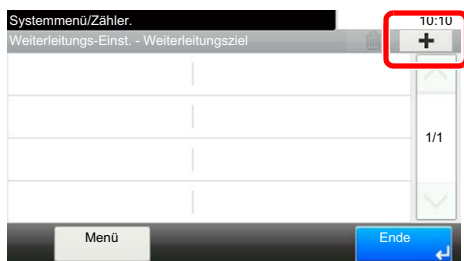 Systemmenü/Zähler. 10:10
Weiterleitungs-Einst. - Weiterleitungsziel +
1/1
Menü Ende